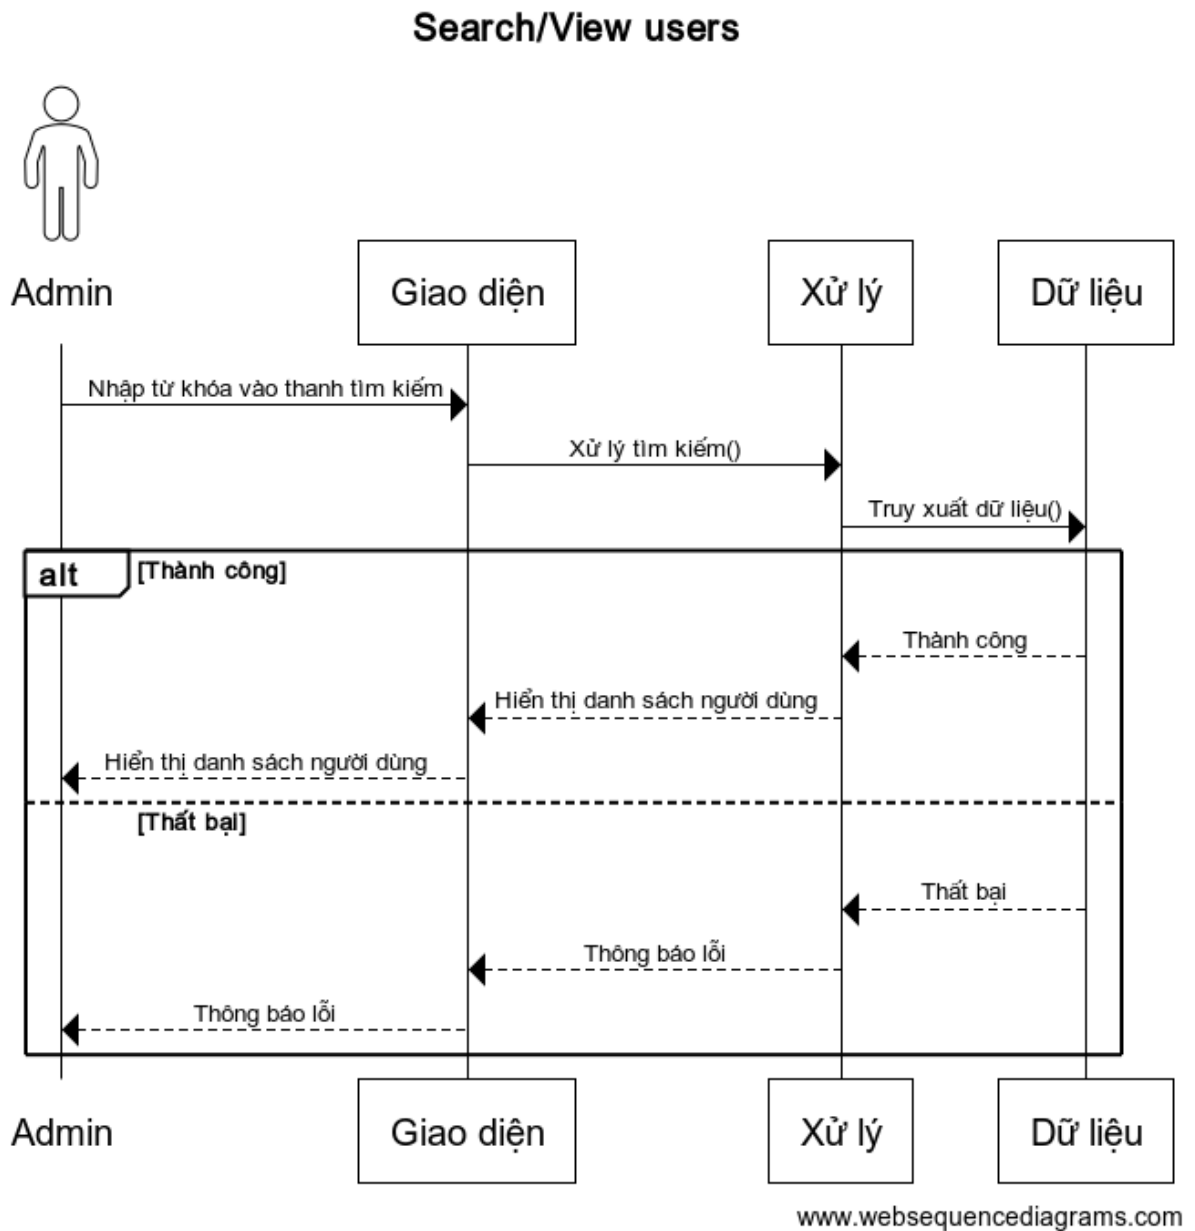 Search/View users
Admin
Giao diện
Xử lý
Dữ liệu
Nhập từ khóa vào thanh tìm kiếm
Xử lý tìm kiếm()
Truy xuất dữ liệu()
alt
[Thành công]
Thành công
Hiển thị danh sách người dùng
Hiển thị danh sách người dùng
[Thất bại]
Thất bại
Thông báo lỗi
Thông báo lỗi
Admin
Giao diện
Xử lý
Dữ liệu
www.websequencediagrams.com